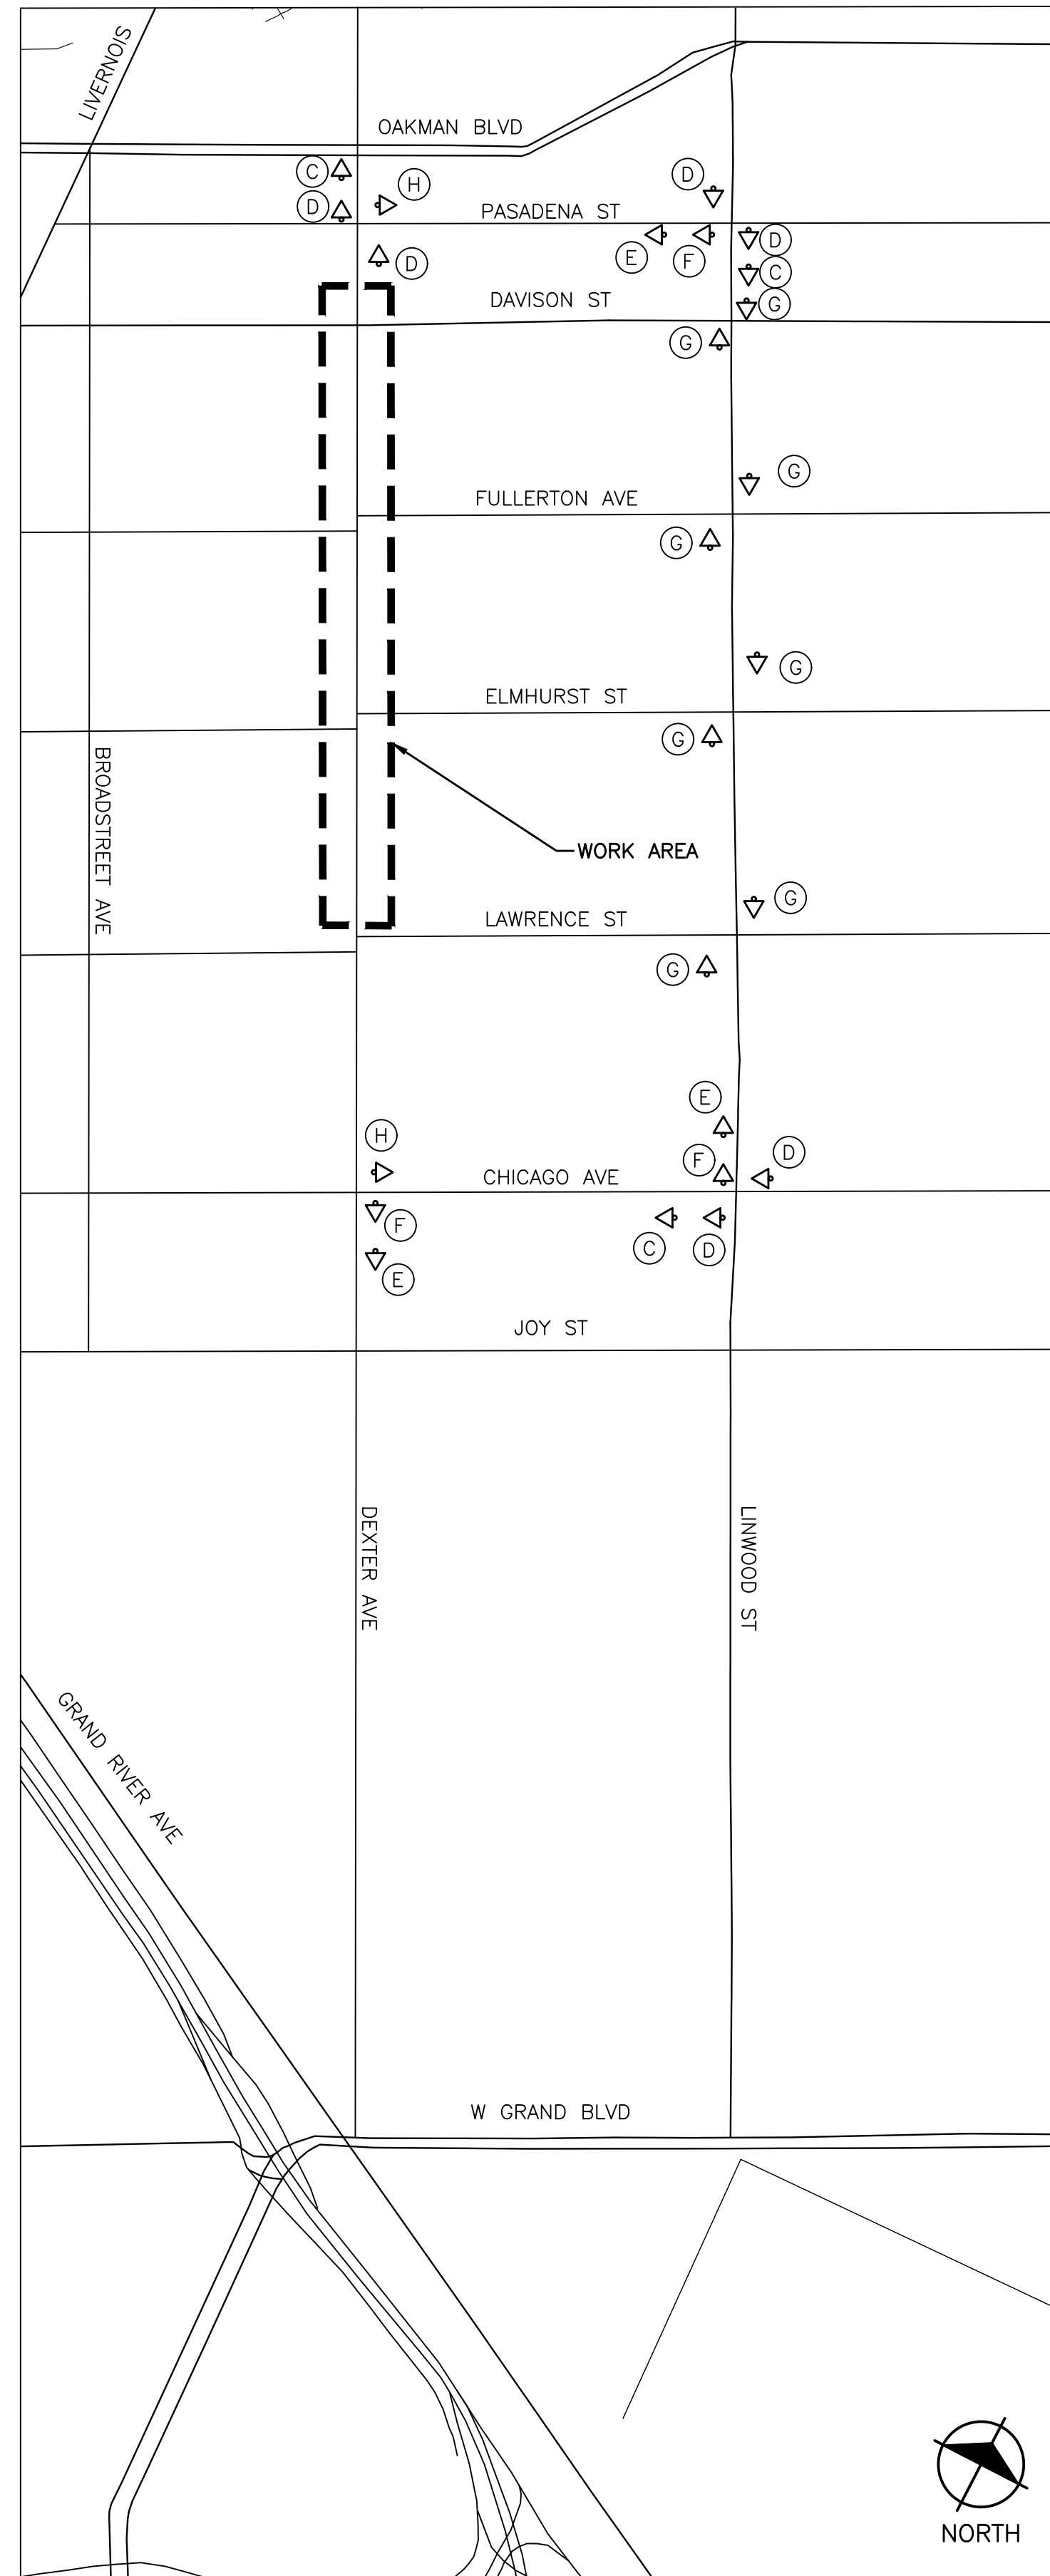 LIVERNOIS
OAKMAN BLVD
C
H
D
D
PASADENA ST
D
D
E
F
C
G
DAVISON ST
G
G
FULLERTON AVE
G
G
ELMHURST ST
G
BROADSTREET AVE
WORK AREA
G
LAWRENCE ST
G
E
H
D
F
CHICAGO AVE
F
C
D
E
JOY ST
DEXTER AVE
LINWOOD ST
GRAND RIVER AVE
W GRAND BLVD
NORTH